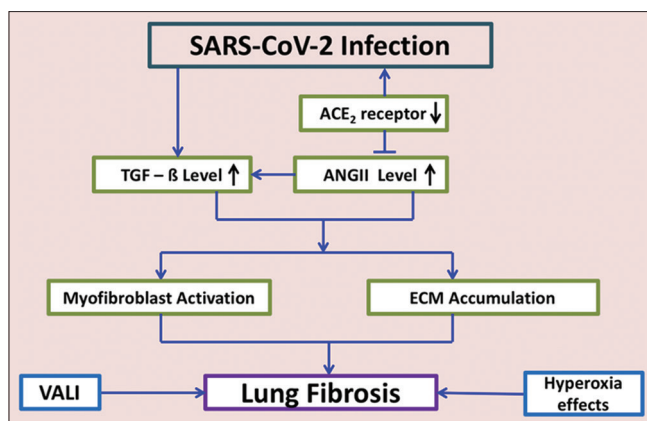 SARS-CoV-2 Infection
ACE₂ receptor ↓
TGF – ß Level ↑
ANGII Level ↑
Myofibroblast Activation
ECM Accumulation
VALI
Lung Fibrosis
Hyperoxia
effects